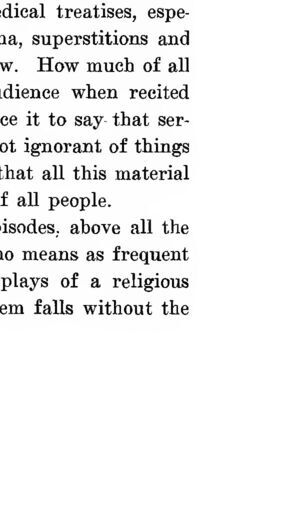 edical treatises, espe-
na, superstitions and
w. How much of all
idience when recited
ce it to say that ser-
ot ignorant of things
that all this material
f all people.
isodes, above all the
no means as frequent
plays of a religious
em falls without the